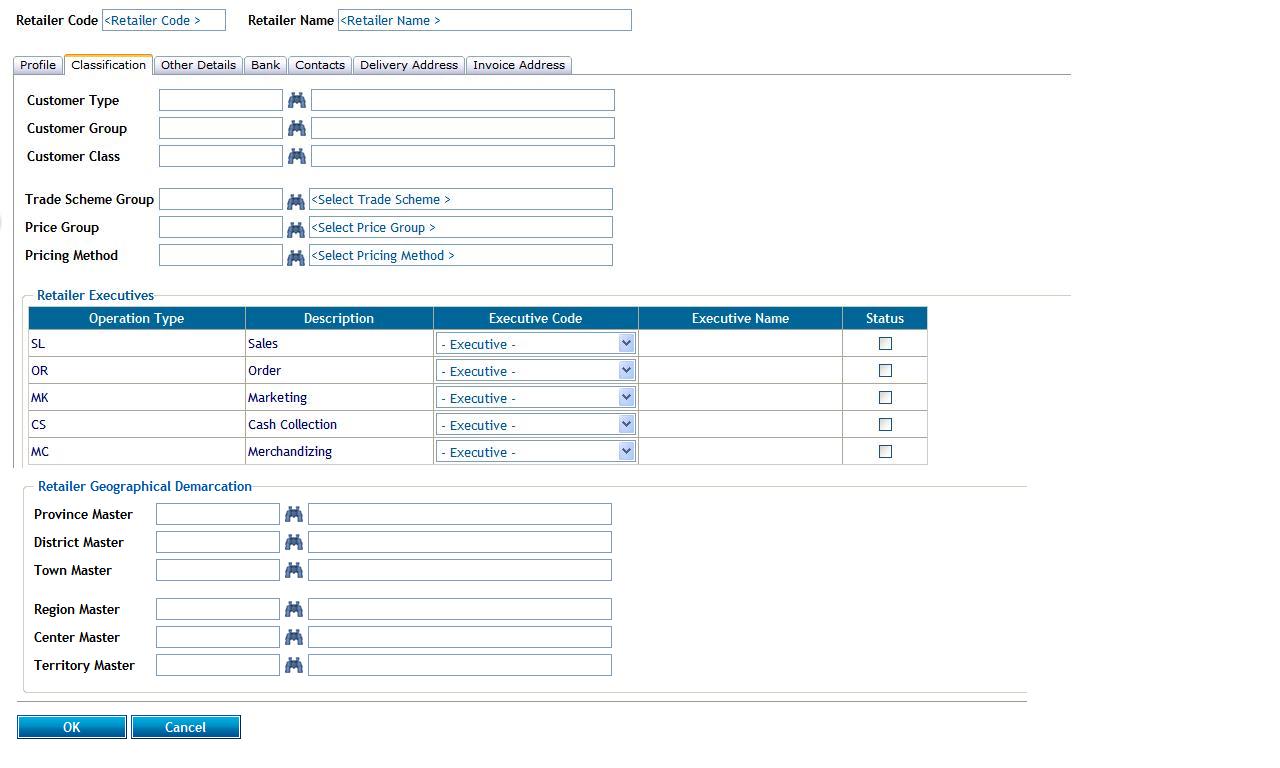 Retailer Code <Retailer Code > Retailer Name <Retailer Name >
Profile Classification Other Details Bank Contacts Delivery Address Invoice Address
Customer Type
Customer Group
Customer Class
Trade Scheme Group <Select Trade Scheme >
Price Group <Select Price Group >
Pricing Method <Select Pricing Method >
Retailer Executives
Operation Type Description Executive Code Executive Name Status
SL Sales - Executive -
OR Order - Executive -
MK Marketing - Executive -
CS Cash Collection - Executive -
MC Merchandizing - Executive -
Retailer Geographical Demarcation
Province Master
District Master
Town Master
Region Master
Center Master
Territory Master
OK Cancel